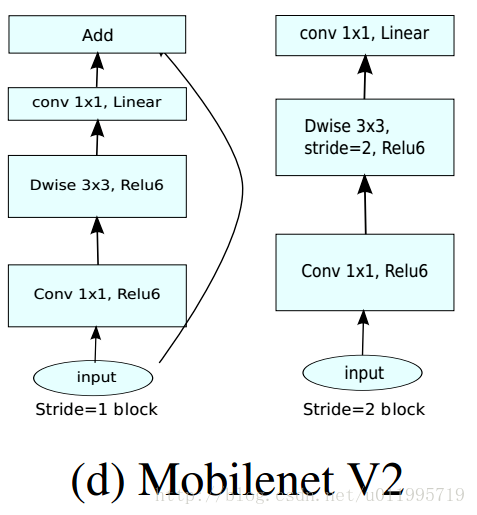 Add
conv 1x1, Linear
Dwise 3x3, Relu6
Conv 1x1, Relu6
input
Stride=1 block
conv 1x1, Linear
Dwise 3x3,
stride=2, Relu6
Conv 1x1, Relu6
input
Stride=2 block
(d) Mobilenet V2
http://blog.csdn.net/u011995719